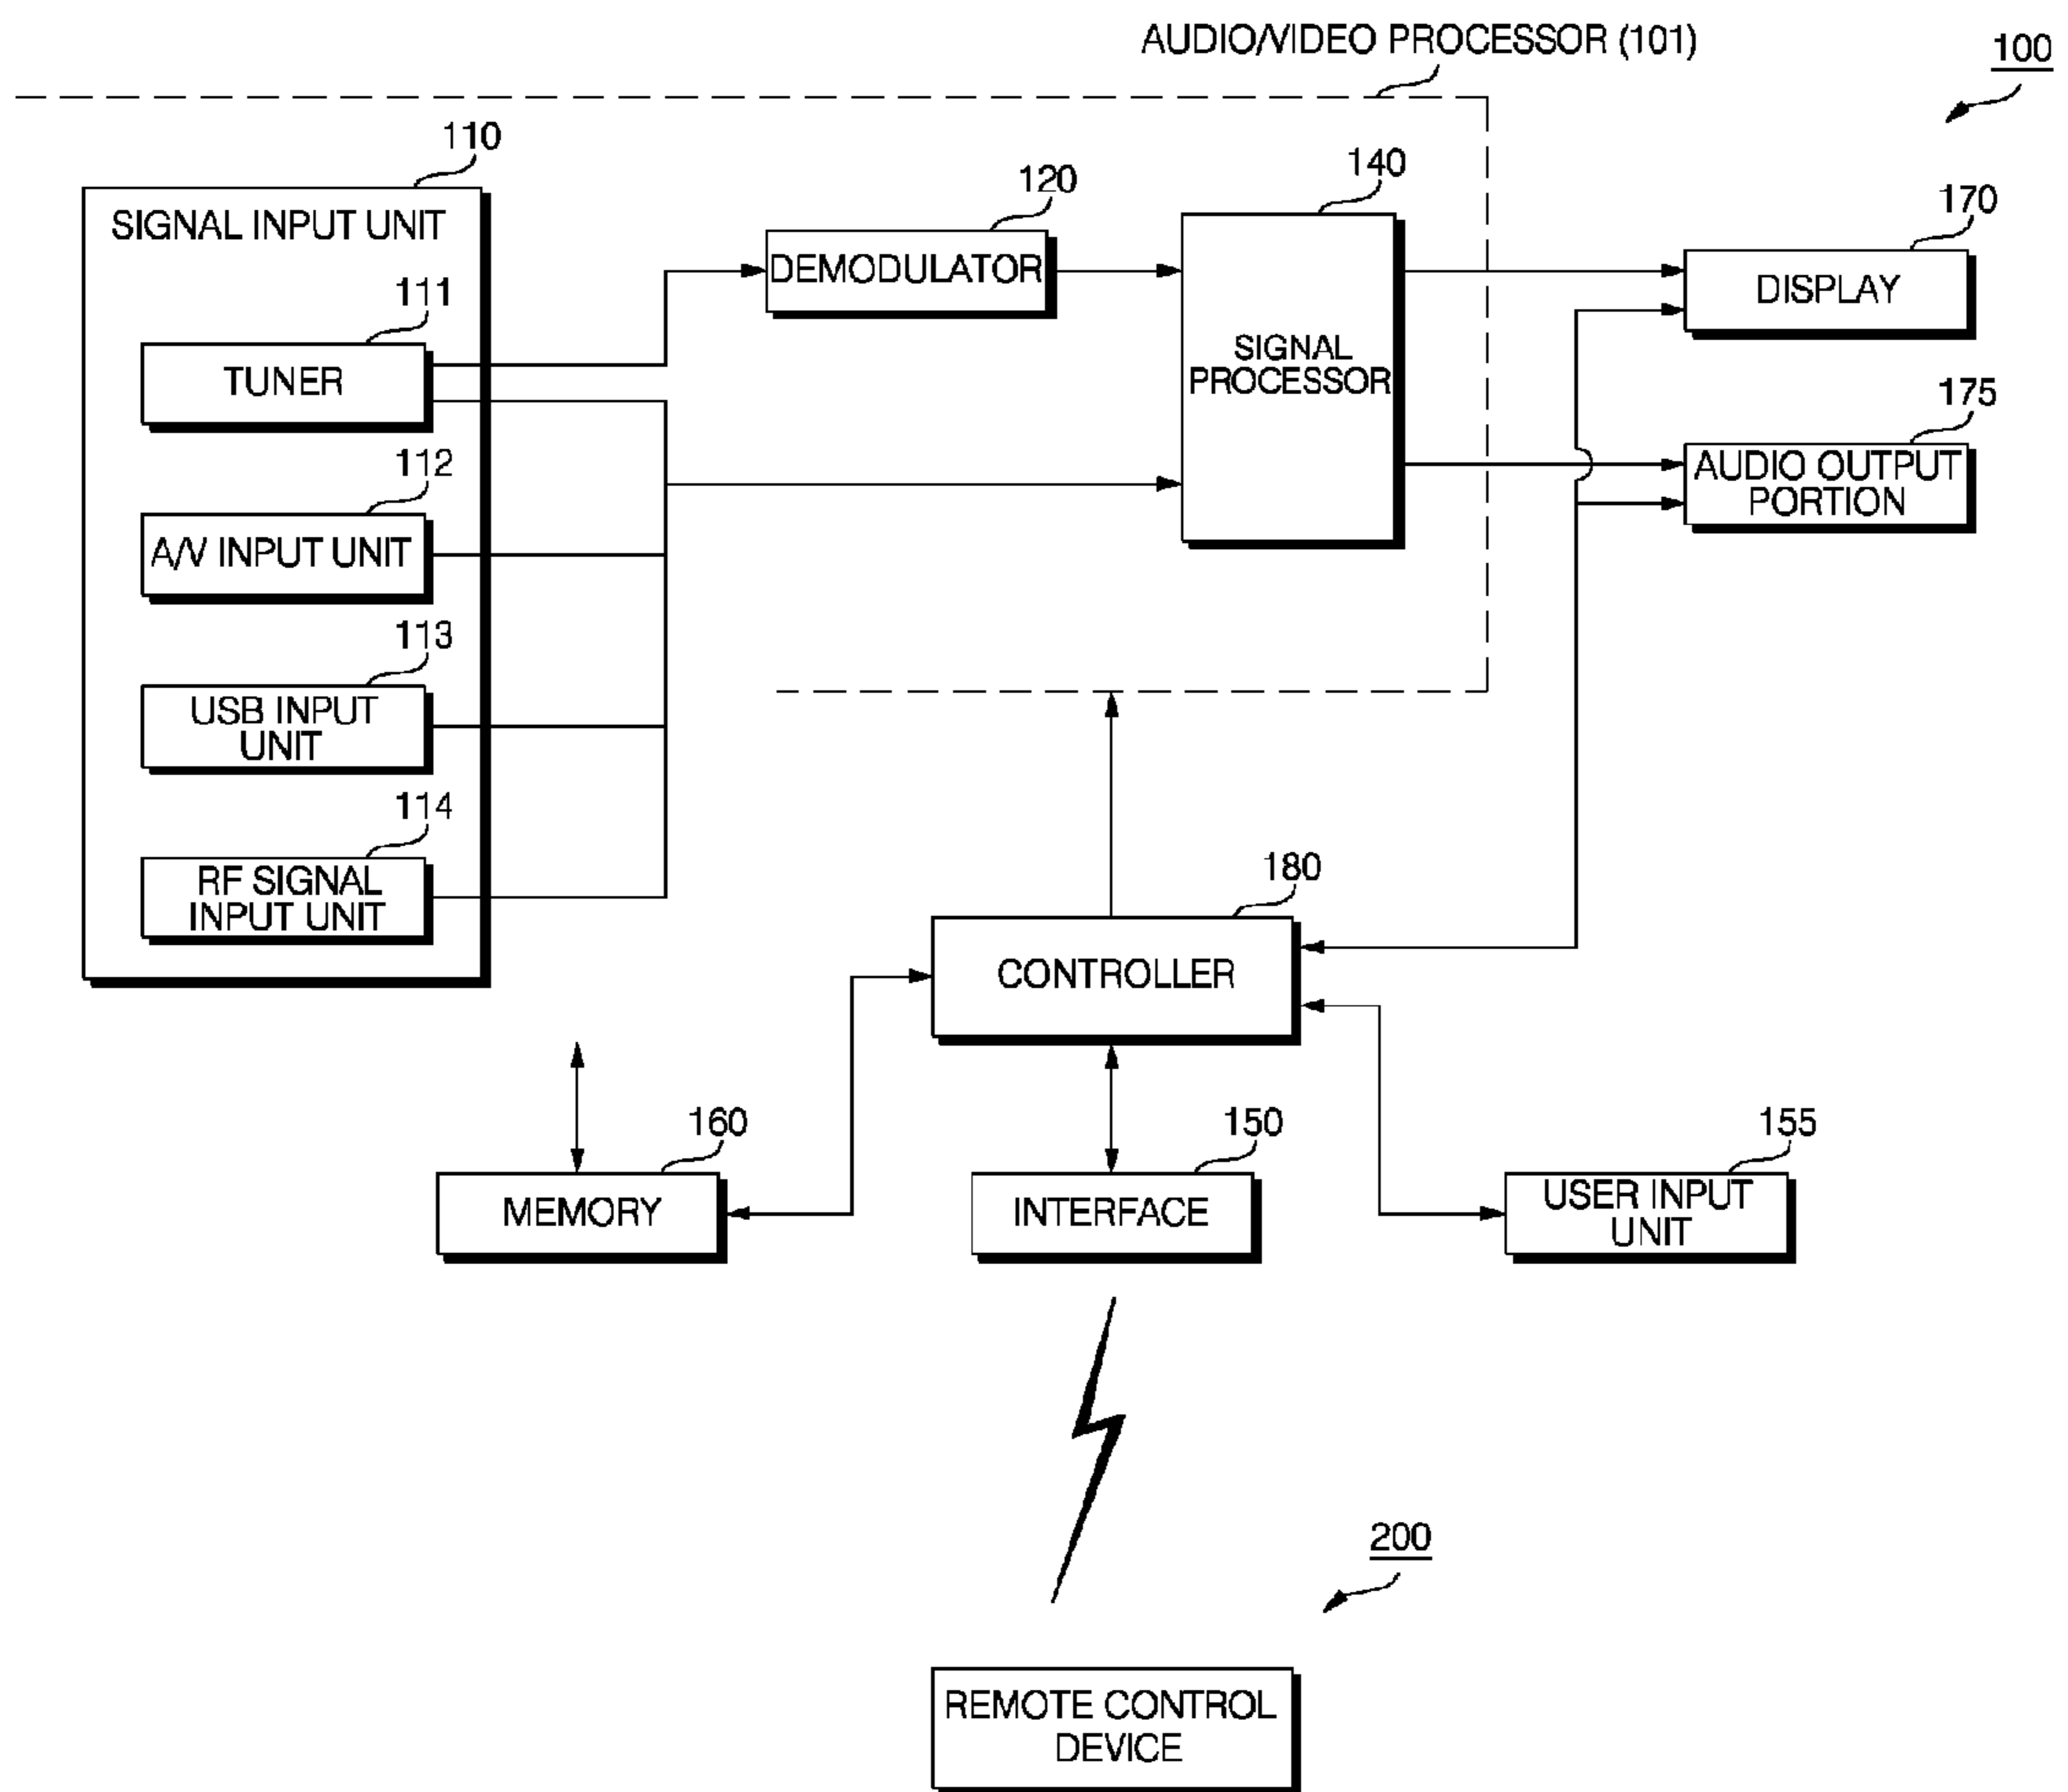 AUDIO/VIDEO PROCESSOR (101)
100
110
SIGNAL INPUT UNIT
120
140
170
DEMODULATOR
DISPLAY
111
TUNER
SIGNAL
PROCESSOR
175
AUDIO OUTPUT
PORTION
112
A/V INPUT UNIT
113
USB INPUT
UNIT
114
RF SIGNAL
INPUT UNIT
180
CONTROLLER
160
MEMORY
150
INTERFACE
155
USER INPUT
UNIT
200
REMOTE CONTROL
DEVICE